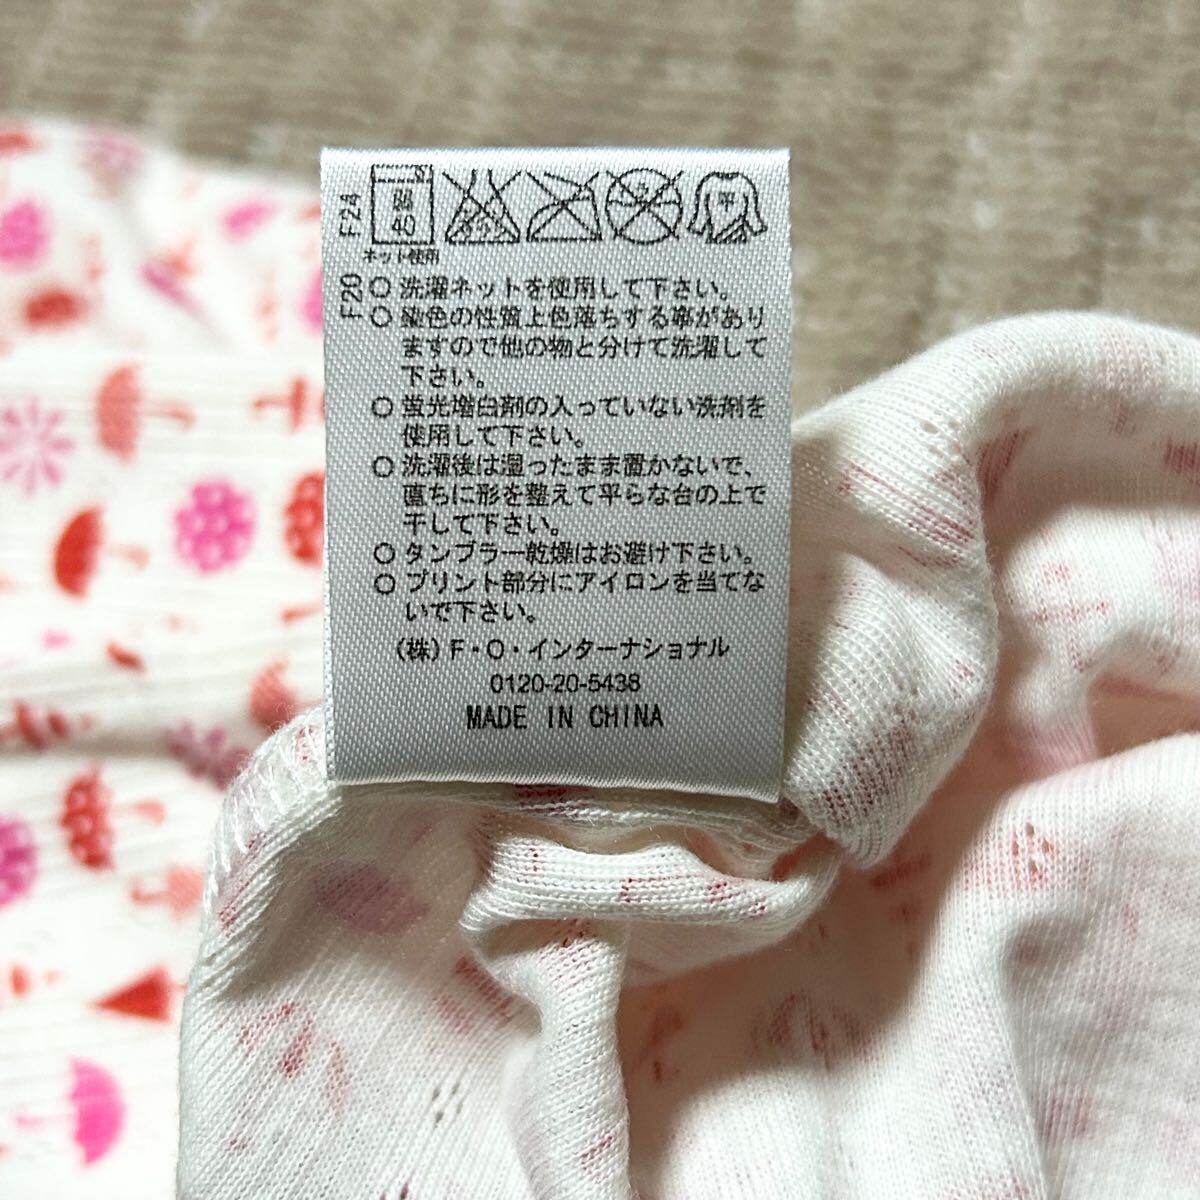 F24
F20
弱
40
ネット使用
平
○ 洗濯ネットを使用して下さい。
○ 染色の性質上色落ちする事があり
ますので他の物と分けて洗濯して
下さい。
○ 蛍光増白剤の入っていない洗剤を
使用して下さい。
○ 洗濯後は湿ったまま置かないで、
直ちに形を整えて平らな台の上で
干して下さい。
○ タンブラー乾燥はお避け下さい。
○ プリント部分にアイロンを当てな
いで下さい。
(株) F・O・インターナショナル
0120-20-5438
MADE IN CHINA